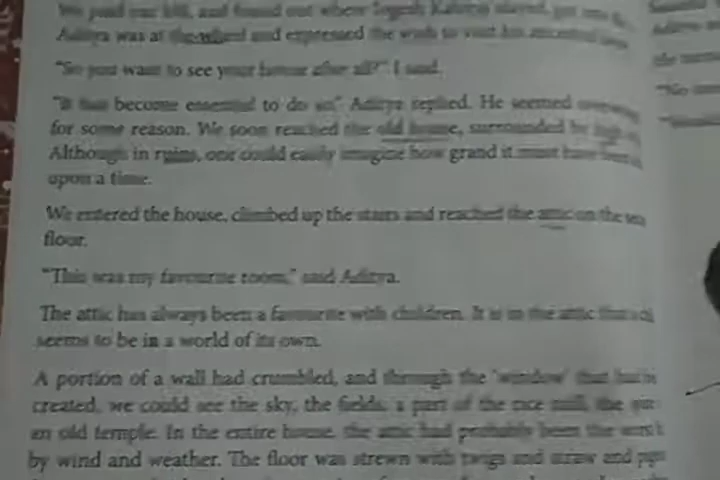 We paid our bill, and found out where
Aditya was at the wheel and expressed the wish to visit his ancestral
"So you want to see your house after all?" I said.
"It has become essential to do so," Aditya replied. He seemed
for some reason. We soon reached the old house, surrounded by high
Although in ruins, one could easily imagine how grand it must have
upon a time.
We entered the house, climbed up the stairs and reached the attic on the
floor.
"This was my favourite room," said Aditya.
The attic has always been a favourite with children. It is in the attic that
seems to be in a world of its own.
A portion of a wall had crumbled, and through the 'window' that
created, we could see the sky, the fields, a part of the rice mill, the
an old temple. In the entire house, the attic had probably been the
by wind and weather. The floor was strewn with twigs and straw and